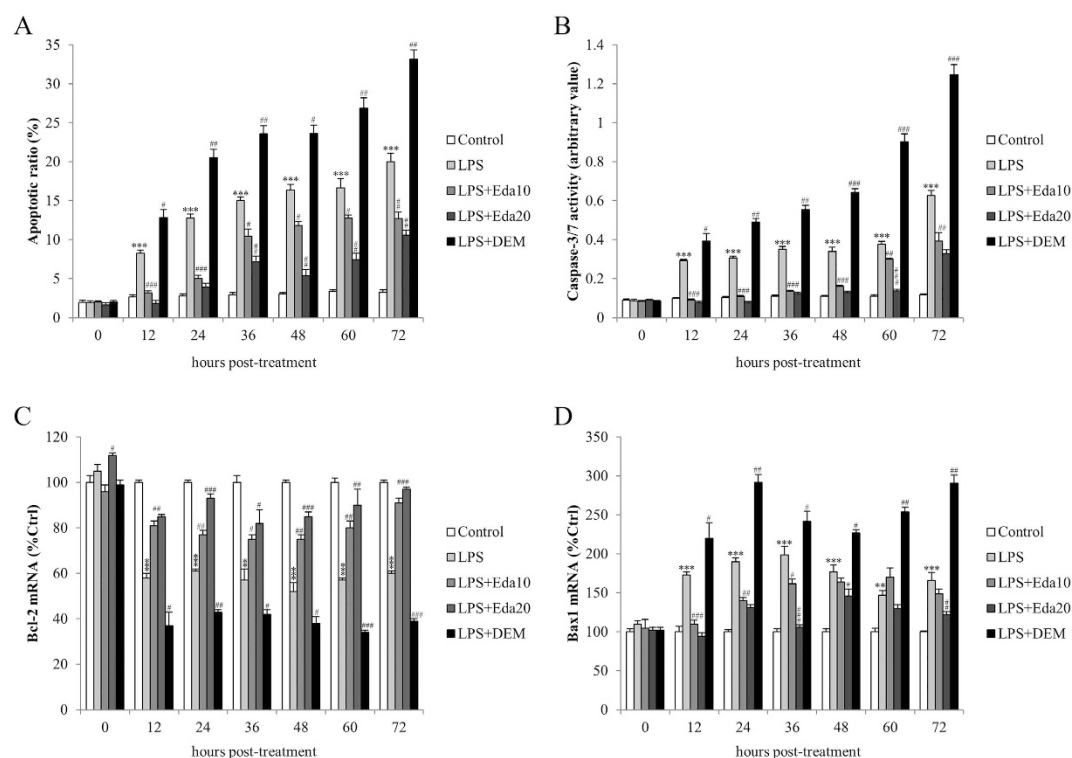 A
Apoptotic ratio (%)
35
30
25
20
15
10
5
0
0 12 24 36 48 60 72
hours post-treatment
*** *** *** *** *** ***
# ## ## # ## ##
### ### # # # ##
## ## ## ##
Control
LPS
LPS+Eda10
LPS+Eda20
LPS+DEM
B
Caspase-3/7 activity (arbitrary value)
1.4
1.2
1
0.8
0.6
0.4
0.2
0
0 12 24 36 48 60 72
hours post-treatment
*** *** *** *** *** ***
# ## ## ### ### ###
### ### ### ### ## ##
###
Control
LPS
LPS+Eda10
LPS+Eda20
LPS+DEM
C
Bcl-2 mRNA (%Ctrl)
120
100
80
60
40
20
0
0 12 24 36 48 60 72
hours post-treatment
# ## ### # ### ## ###
## # ## ##
*** *** ** *** *** ***
# ## # # ### ###
Control
LPS
LPS+Eda10
LPS+Eda20
LPS+DEM
D
Bax1 mRNA (%Ctrl)
350
300
250
200
150
100
50
0
0 12 24 36 48 60 72
hours post-treatment
# ## # # ## ##
*** *** *** *** ** ***
### ## # # ##
###
Control
LPS
LPS+Eda10
LPS+Eda20
LPS+DEM